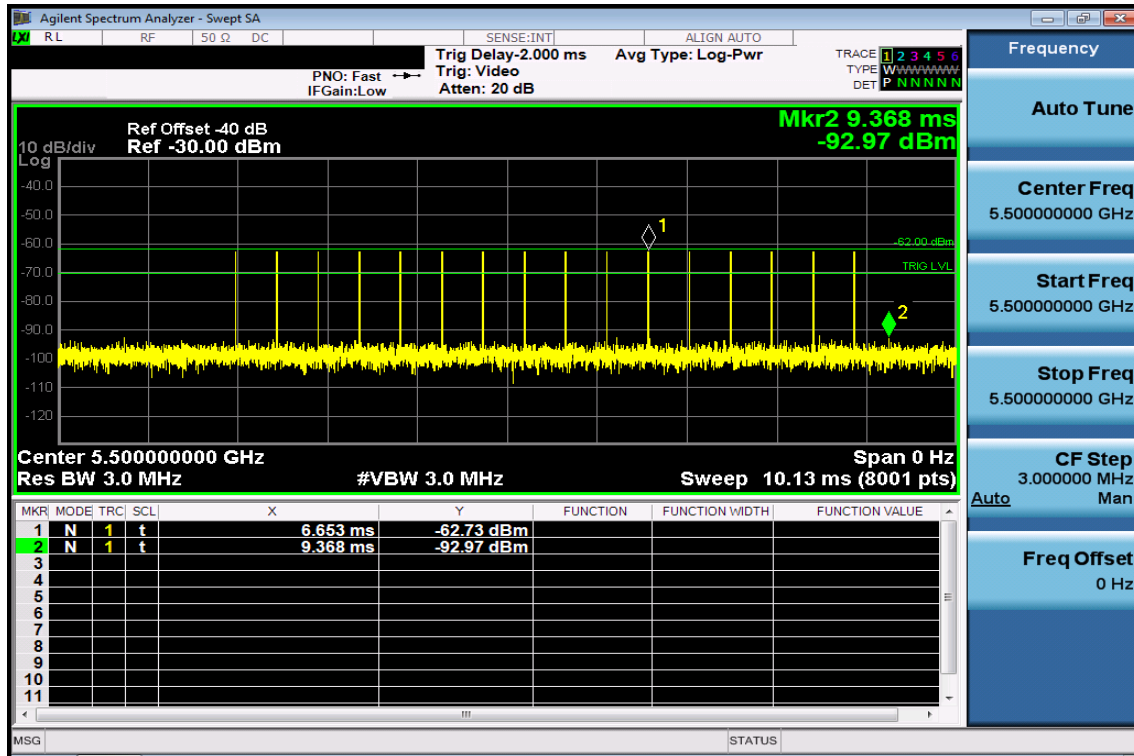 Agilent Spectrum Analyzer - Swept SA
LXI RL RF 50 Ω DC SENSE:INT ALIGN AUTO
Trig Delay-2.000 ms Avg Type: Log-Pwr TRACE 1 2 3 4 5 6
PNO: Fast Trig: Video TYPE WWWWWW
IFGain:Low Atten: 20 dB DET P N N N N N
Mkr2 9.368 ms
-92.97 dBm
Ref Offset -40 dB
10 dB/div Ref -30.00 dBm
Log
-40.0
-50.0
1
-60.0
-62.00 dBm
TRIG LVL
-70.0
-80.0
2
-90.0
-100
-110
-120
Center 5.500000000 GHz Span 0 Hz
Res BW 3.0 MHz #VBW 3.0 MHz Sweep 10.13 ms (8001 pts)
MKR MODE TRC SCL X Y FUNCTION FUNCTION WIDTH FUNCTION VALUE
1 N 1 t 6.653 ms -62.73 dBm
2 N 1 t 9.368 ms -92.97 dBm
3
4
5
6
7
8
9
10
11
MSG STATUS
Frequency
Auto Tune
Center Freq
5.500000000 GHz
Start Freq
5.500000000 GHz
Stop Freq
5.500000000 GHz
CF Step
3.000000 MHz
Auto Man
Freq Offset
0 Hz